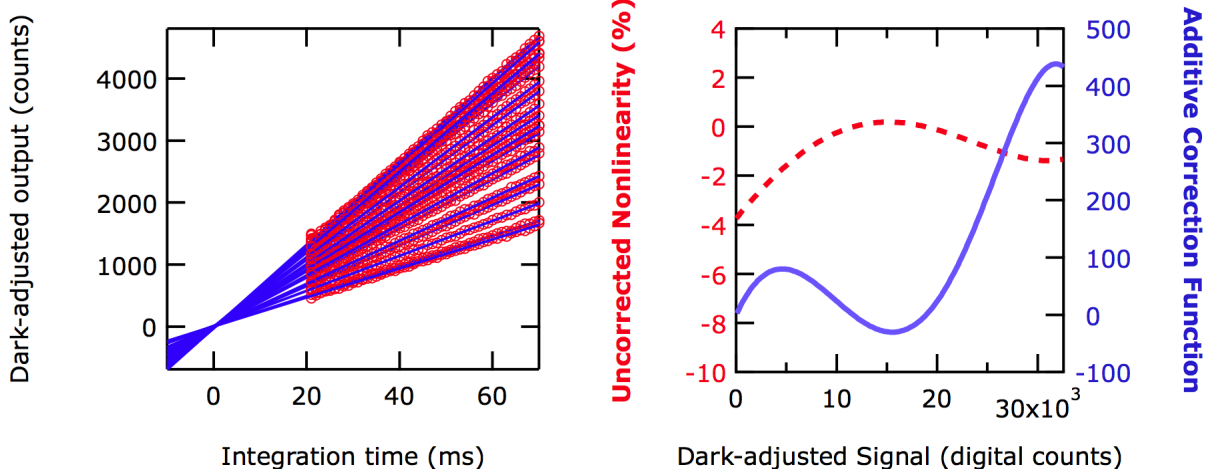 Dark-adjusted output (counts)
4000
3000
2000
1000
0
0 20 40 60
Integration time (ms)
Uncorrected Nonlinearity (%)
4
2
0
-2
-4
-6
-8
-10
0 10 20 30x10³
Dark-adjusted Signal (digital counts)
500
400
300
200
100
0
-100
Additive Correction Function